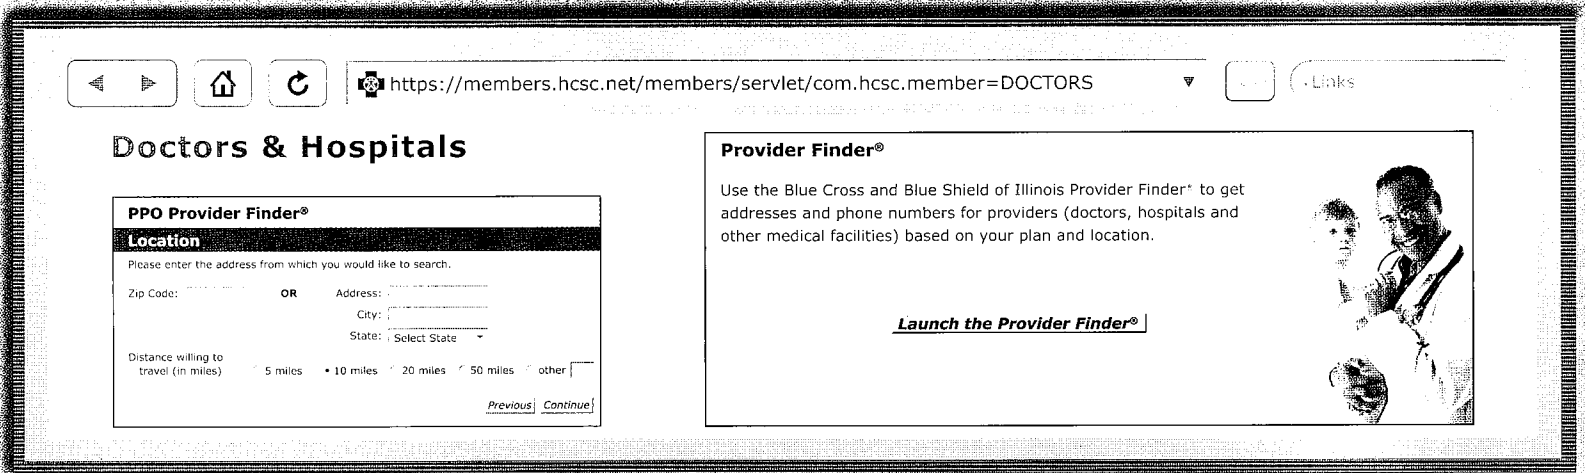 https://members.hcsc.net/members/servlet/com.hcsc.member=DOCTORS
Links
Doctors & Hospitals
PPO Provider Finder®
Location
Please enter the address from which you would like to search.
Zip Code: OR Address:
City:
State: Select State
Distance willing to
travel (in miles) 5 miles 10 miles 20 miles 50 miles other
Previous Continue
Provider Finder®
Use the Blue Cross and Blue Shield of Illinois Provider Finder* to get
addresses and phone numbers for providers (doctors, hospitals and
other medical facilities) based on your plan and location.
Launch the Provider Finder®